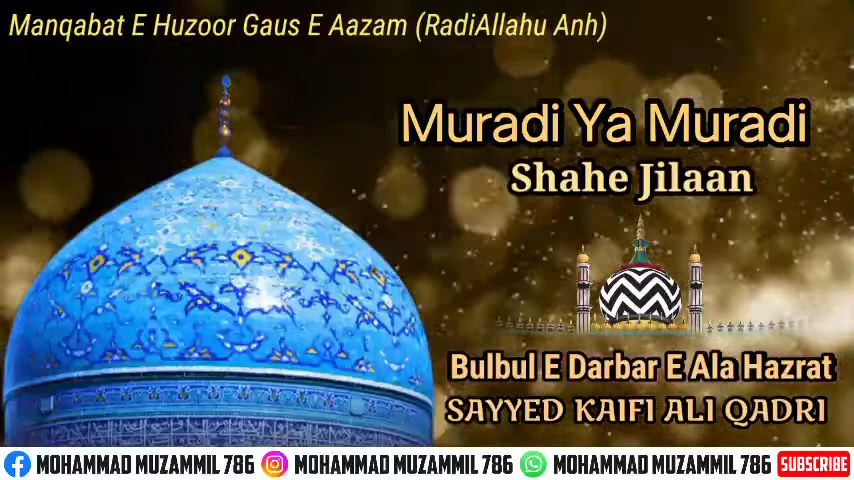 Manqabat E Huzoor Gaus E Aazam (RadiAllahu Anh)
Muradi Ya Muradi
Shahe Jilaan
Bulbul E Darbar E Ala Hazrat
SAYYED KAIFI ALI QADRI
MOHAMMAD MUZAMMIL 786 MOHAMMAD MUZAMMIL 786 MOHAMMAD MUZAMMIL 786 SUBSCRIBE